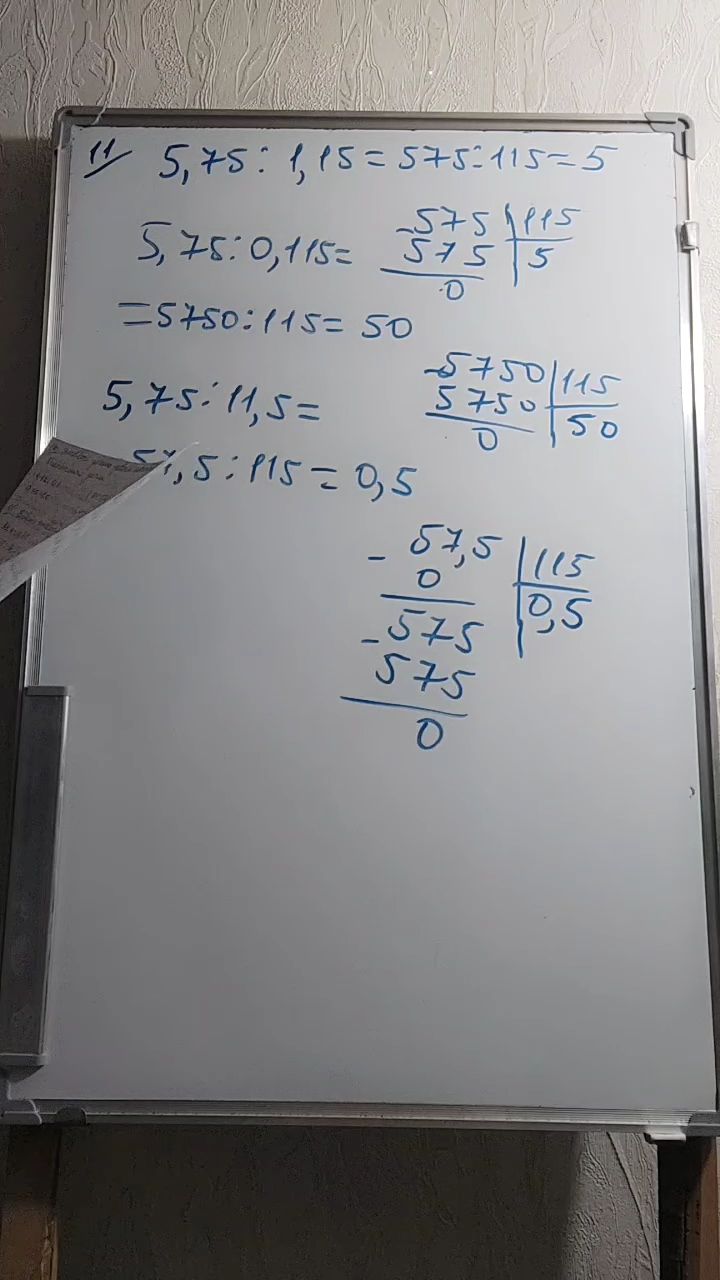 11 5,75 : 1,15 = 575 : 115 = 5
5,75 : 0,115 =
-575 | 115
575 | 5
0
= 5750 : 115 = 50
-5750 | 115
5750 | 50
0
5,75 : 11,5 =
57,5 : 115 = 0,5
- 57,5 | 115
0 | 0,5
- 575
575
0